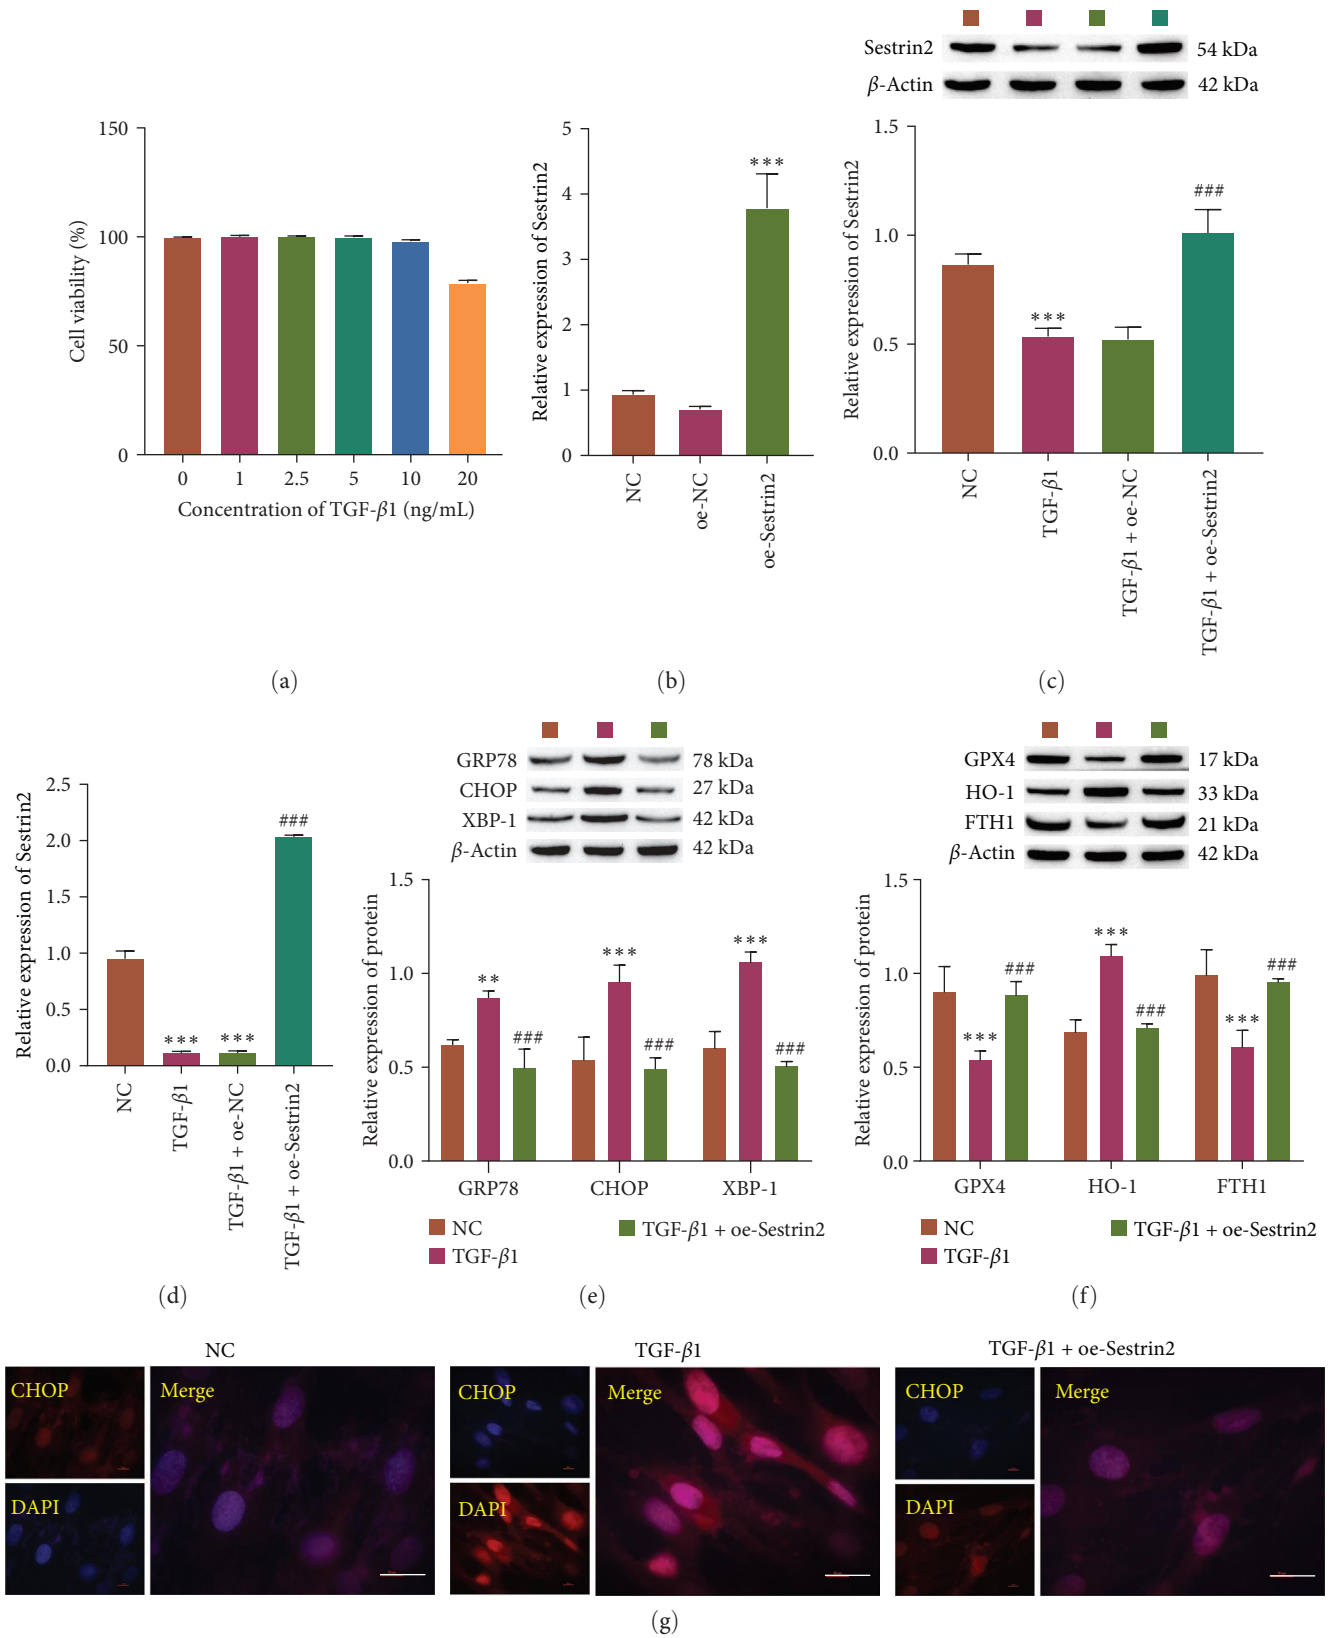 150
100
50
0
Cell viability (%)
0 1 2.5 5 10 20
Concentration of TGF-β1 (ng/mL)
(a)
5
4
3
2
1
0
Relative expression of Sestrin2
***
NC
oe-NC
oe-Sestrin2
(b)
Sestrin2 54 kDa
β-Actin 42 kDa
1.5
1.0
0.5
0.0
Relative expression of Sestrin2
***
###
NC
TGF-β1
TGF-β1 + oe-NC
TGF-β1 + oe-Sestrin2
(c)
2.5
2.0
1.5
1.0
0.5
0.0
Relative expression of Sestrin2
*** ***
###
NC
TGF-β1
TGF-β1 + oe-NC
TGF-β1 + oe-Sestrin2
(d)
GRP78 78 kDa
CHOP 27 kDa
XBP-1 42 kDa
β-Actin 42 kDa
1.5
1.0
0.5
0.0
Relative expression of protein
** ### *** ### *** ###
GRP78 CHOP XBP-1
NC
TGF-β1
TGF-β1 + oe-Sestrin2
(e)
GPX4 17 kDa
HO-1 33 kDa
FTH1 21 kDa
β-Actin 42 kDa
1.5
1.0
0.5
0.0
Relative expression of protein
*** ### *** ### *** ###
GPX4 HO-1 FTH1
NC
TGF-β1
TGF-β1 + oe-Sestrin2
(f)
NC
CHOP
DAPI
Merge
TGF-β1
CHOP
DAPI
Merge
TGF-β1 + oe-Sestrin2
CHOP
DAPI
Merge
(g)